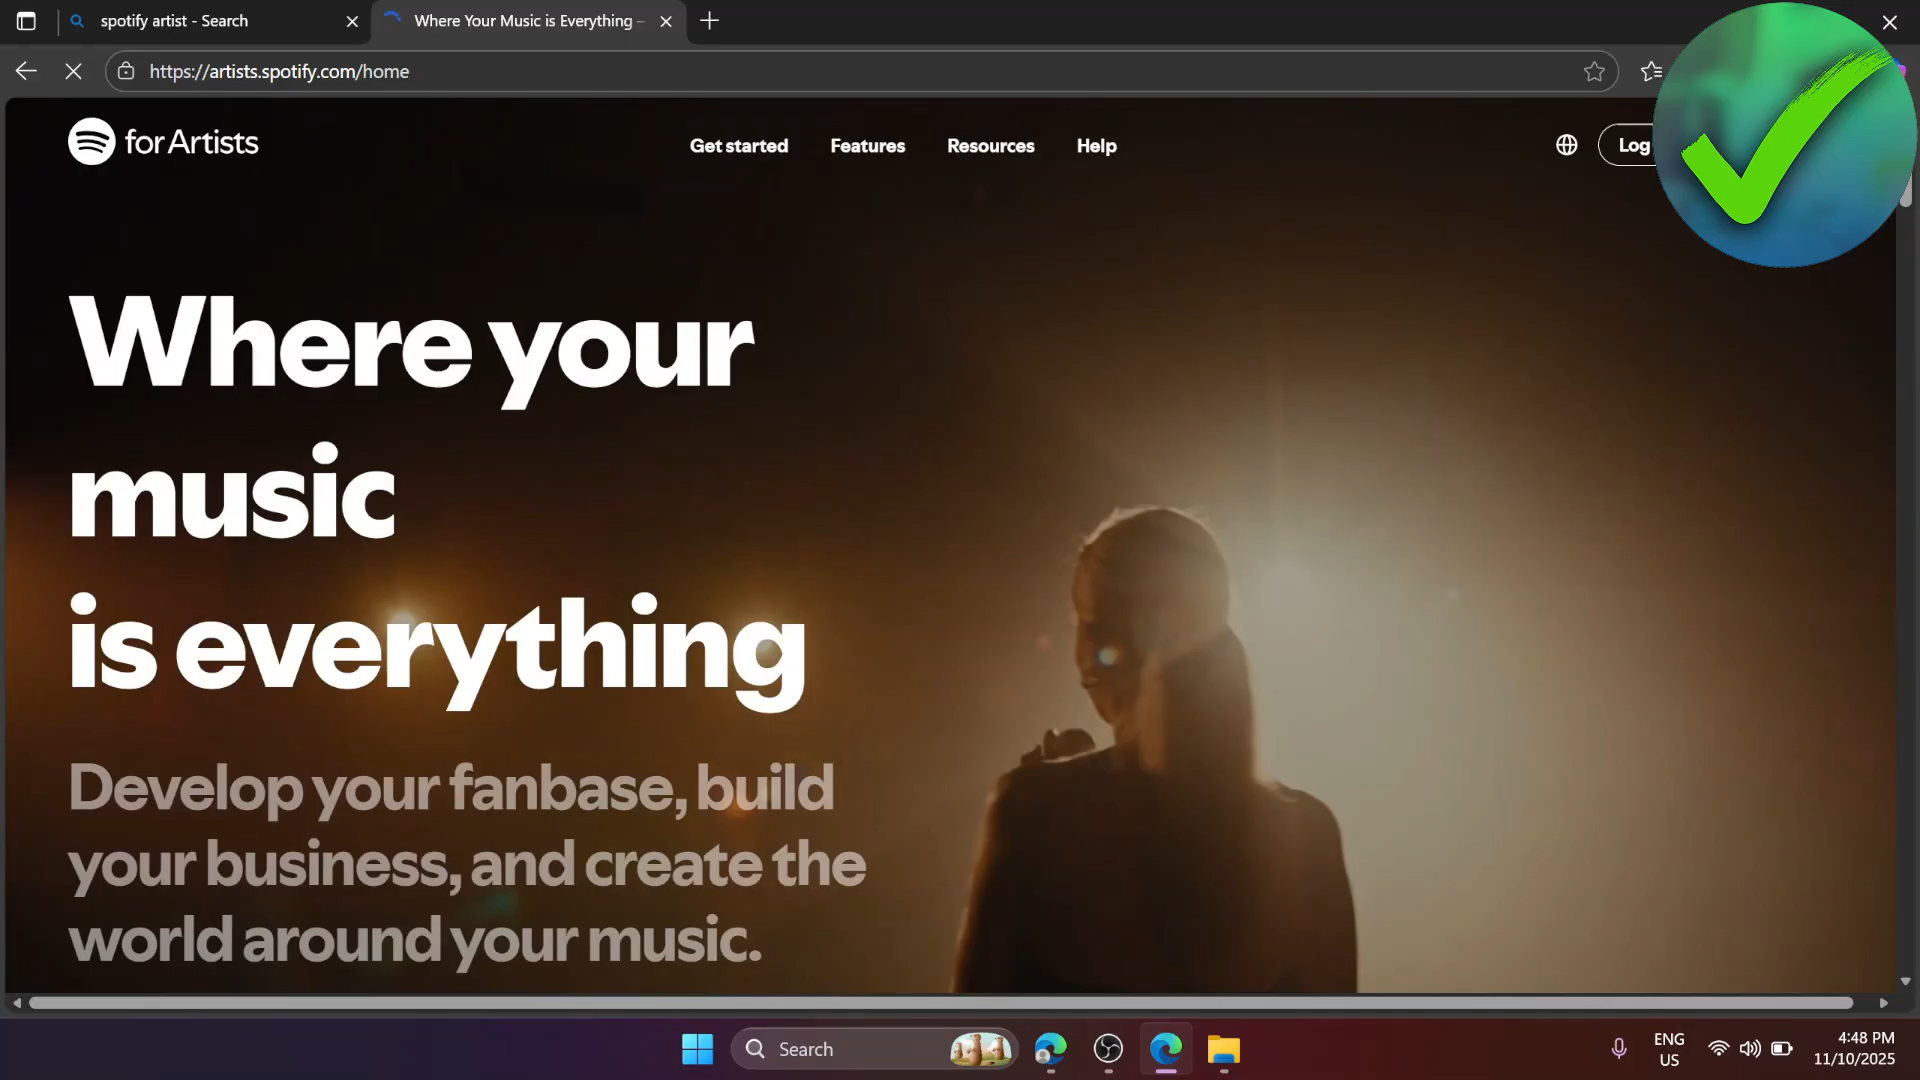 spotify artist - Search
Where Your Music is Everything –
https://artists.spotify.com/home
for Artists
Get started
Features
Resources
Help
Log
Where your
music
is everything
Develop your fanbase, build
your business, and create the
world around your music.
Search
ENG
US
4:48 PM
11/10/2025